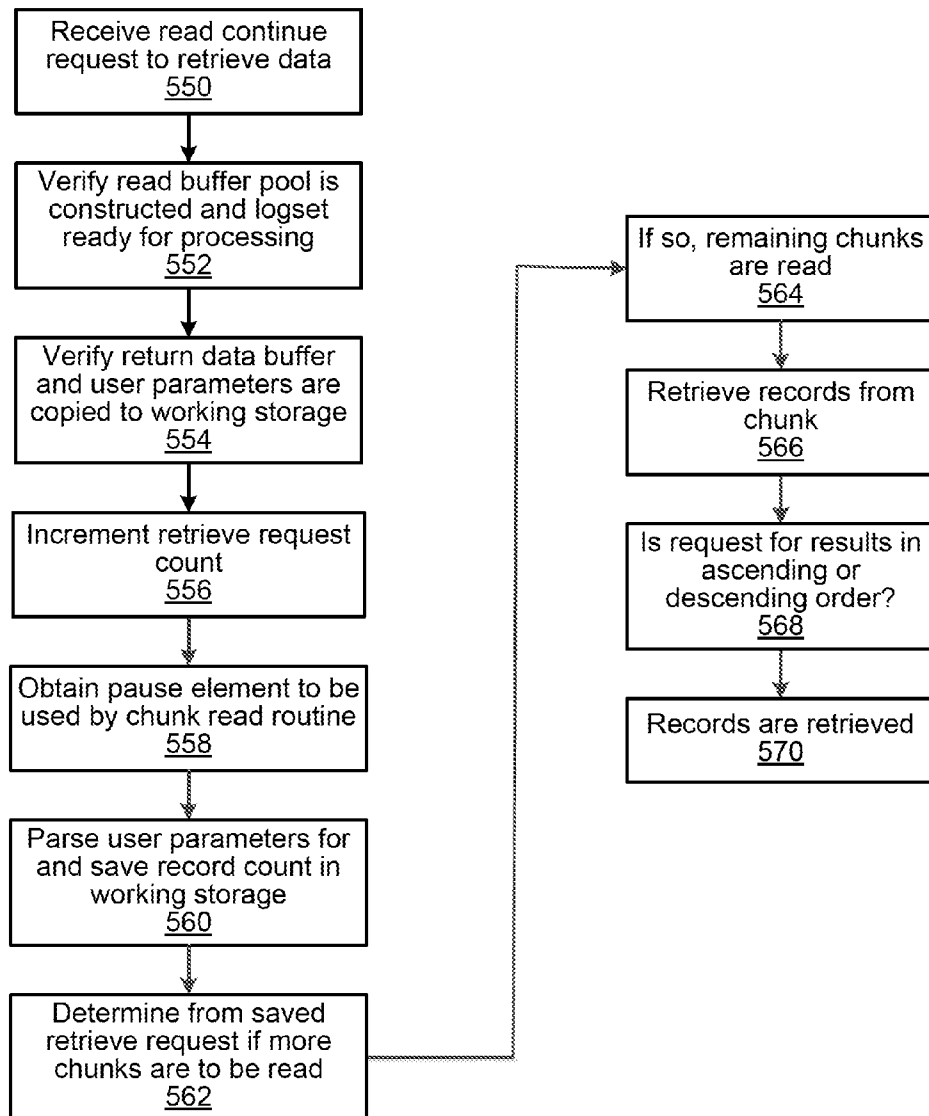 Receive read continue
request to retrieve data
550
Verify read buffer pool is
constructed and logset
ready for processing
552
Verify return data buffer
and user parameters are
copied to working storage
554
Increment retrieve request
count
556
Obtain pause element to be
used by chunk read routine
558
Parse user parameters for
and save record count in
working storage
560
Determine from saved
retrieve request if more
chunks are to be read
562
If so, remaining chunks
are read
564
Retrieve records from
chunk
566
Is request for results in
ascending or
descending order?
568
Records are retrieved
570